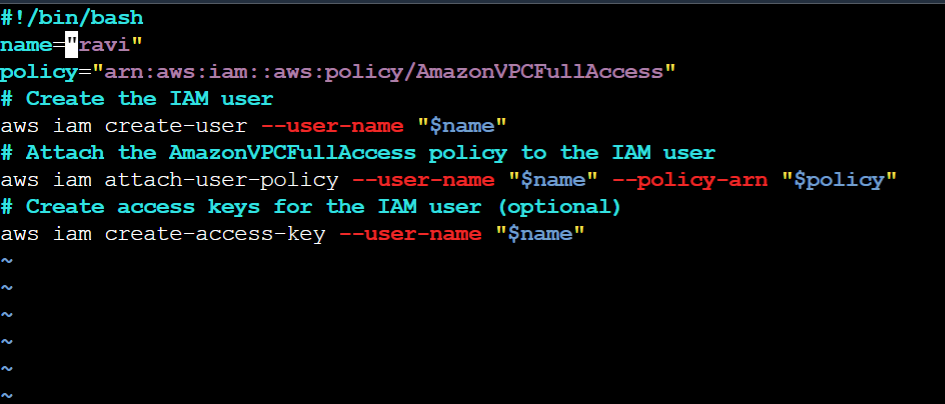 #!/bin/bash
name="ravi"
policy="arn:aws:iam::aws:policy/AmazonVPCFullAccess"
# Create the IAM user
aws iam create-user --user-name "$name"
# Attach the AmazonVPCFullAccess policy to the IAM user
aws iam attach-user-policy --user-name "$name" --policy-arn "$policy"
# Create access keys for the IAM user (optional)
aws iam create-access-key --user-name "$name"
~
~
~
~
~
~